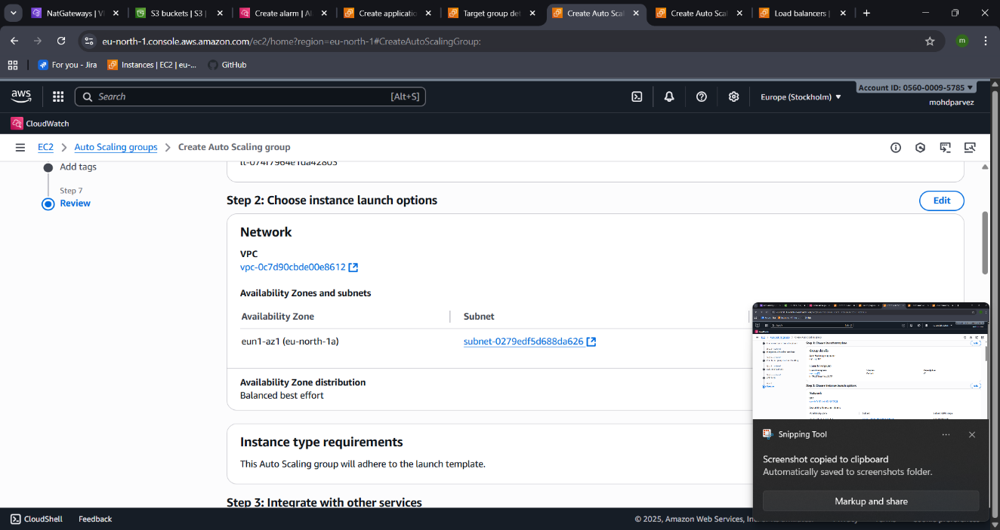 NatGateways | V
S3 buckets | S3 |
Create alarm | Al
Create applicatio
Target group det
Create Auto Scal
Create Auto Scal
Load balancers |
eu-north-1.console.aws.amazon.com/ec2/home?region=eu-north-1#CreateAutoScalingGroup:
m
For you - Jira
Instances | EC2 | eu-...
GitHub
aws
Search
[Alt+S]
Europe (Stockholm) ▼
Account ID: 0560-0009-5785 ▼
mohdparvez
CloudWatch
EC2 > Auto Scaling groups > Create Auto Scaling group
Add tags
Step 7
Review
lt-074f7964e1da42803
Step 2: Choose instance launch options
Edit
Network
VPC
vpc-0c7d90cbde00e8612
Availability Zones and subnets
Availability Zone
Subnet
eun1-az1 (eu-north-1a)
subnet-0279edf5d688da626
Availability Zone distribution
Balanced best effort
Instance type requirements
This Auto Scaling group will adhere to the launch template.
Step 3: Integrate with other services
Snipping Tool
Screenshot copied to clipboard
Automatically saved to screenshots folder.
Markup and share
CloudShell
Feedback
© 2025, Amazon Web Services, Inc.